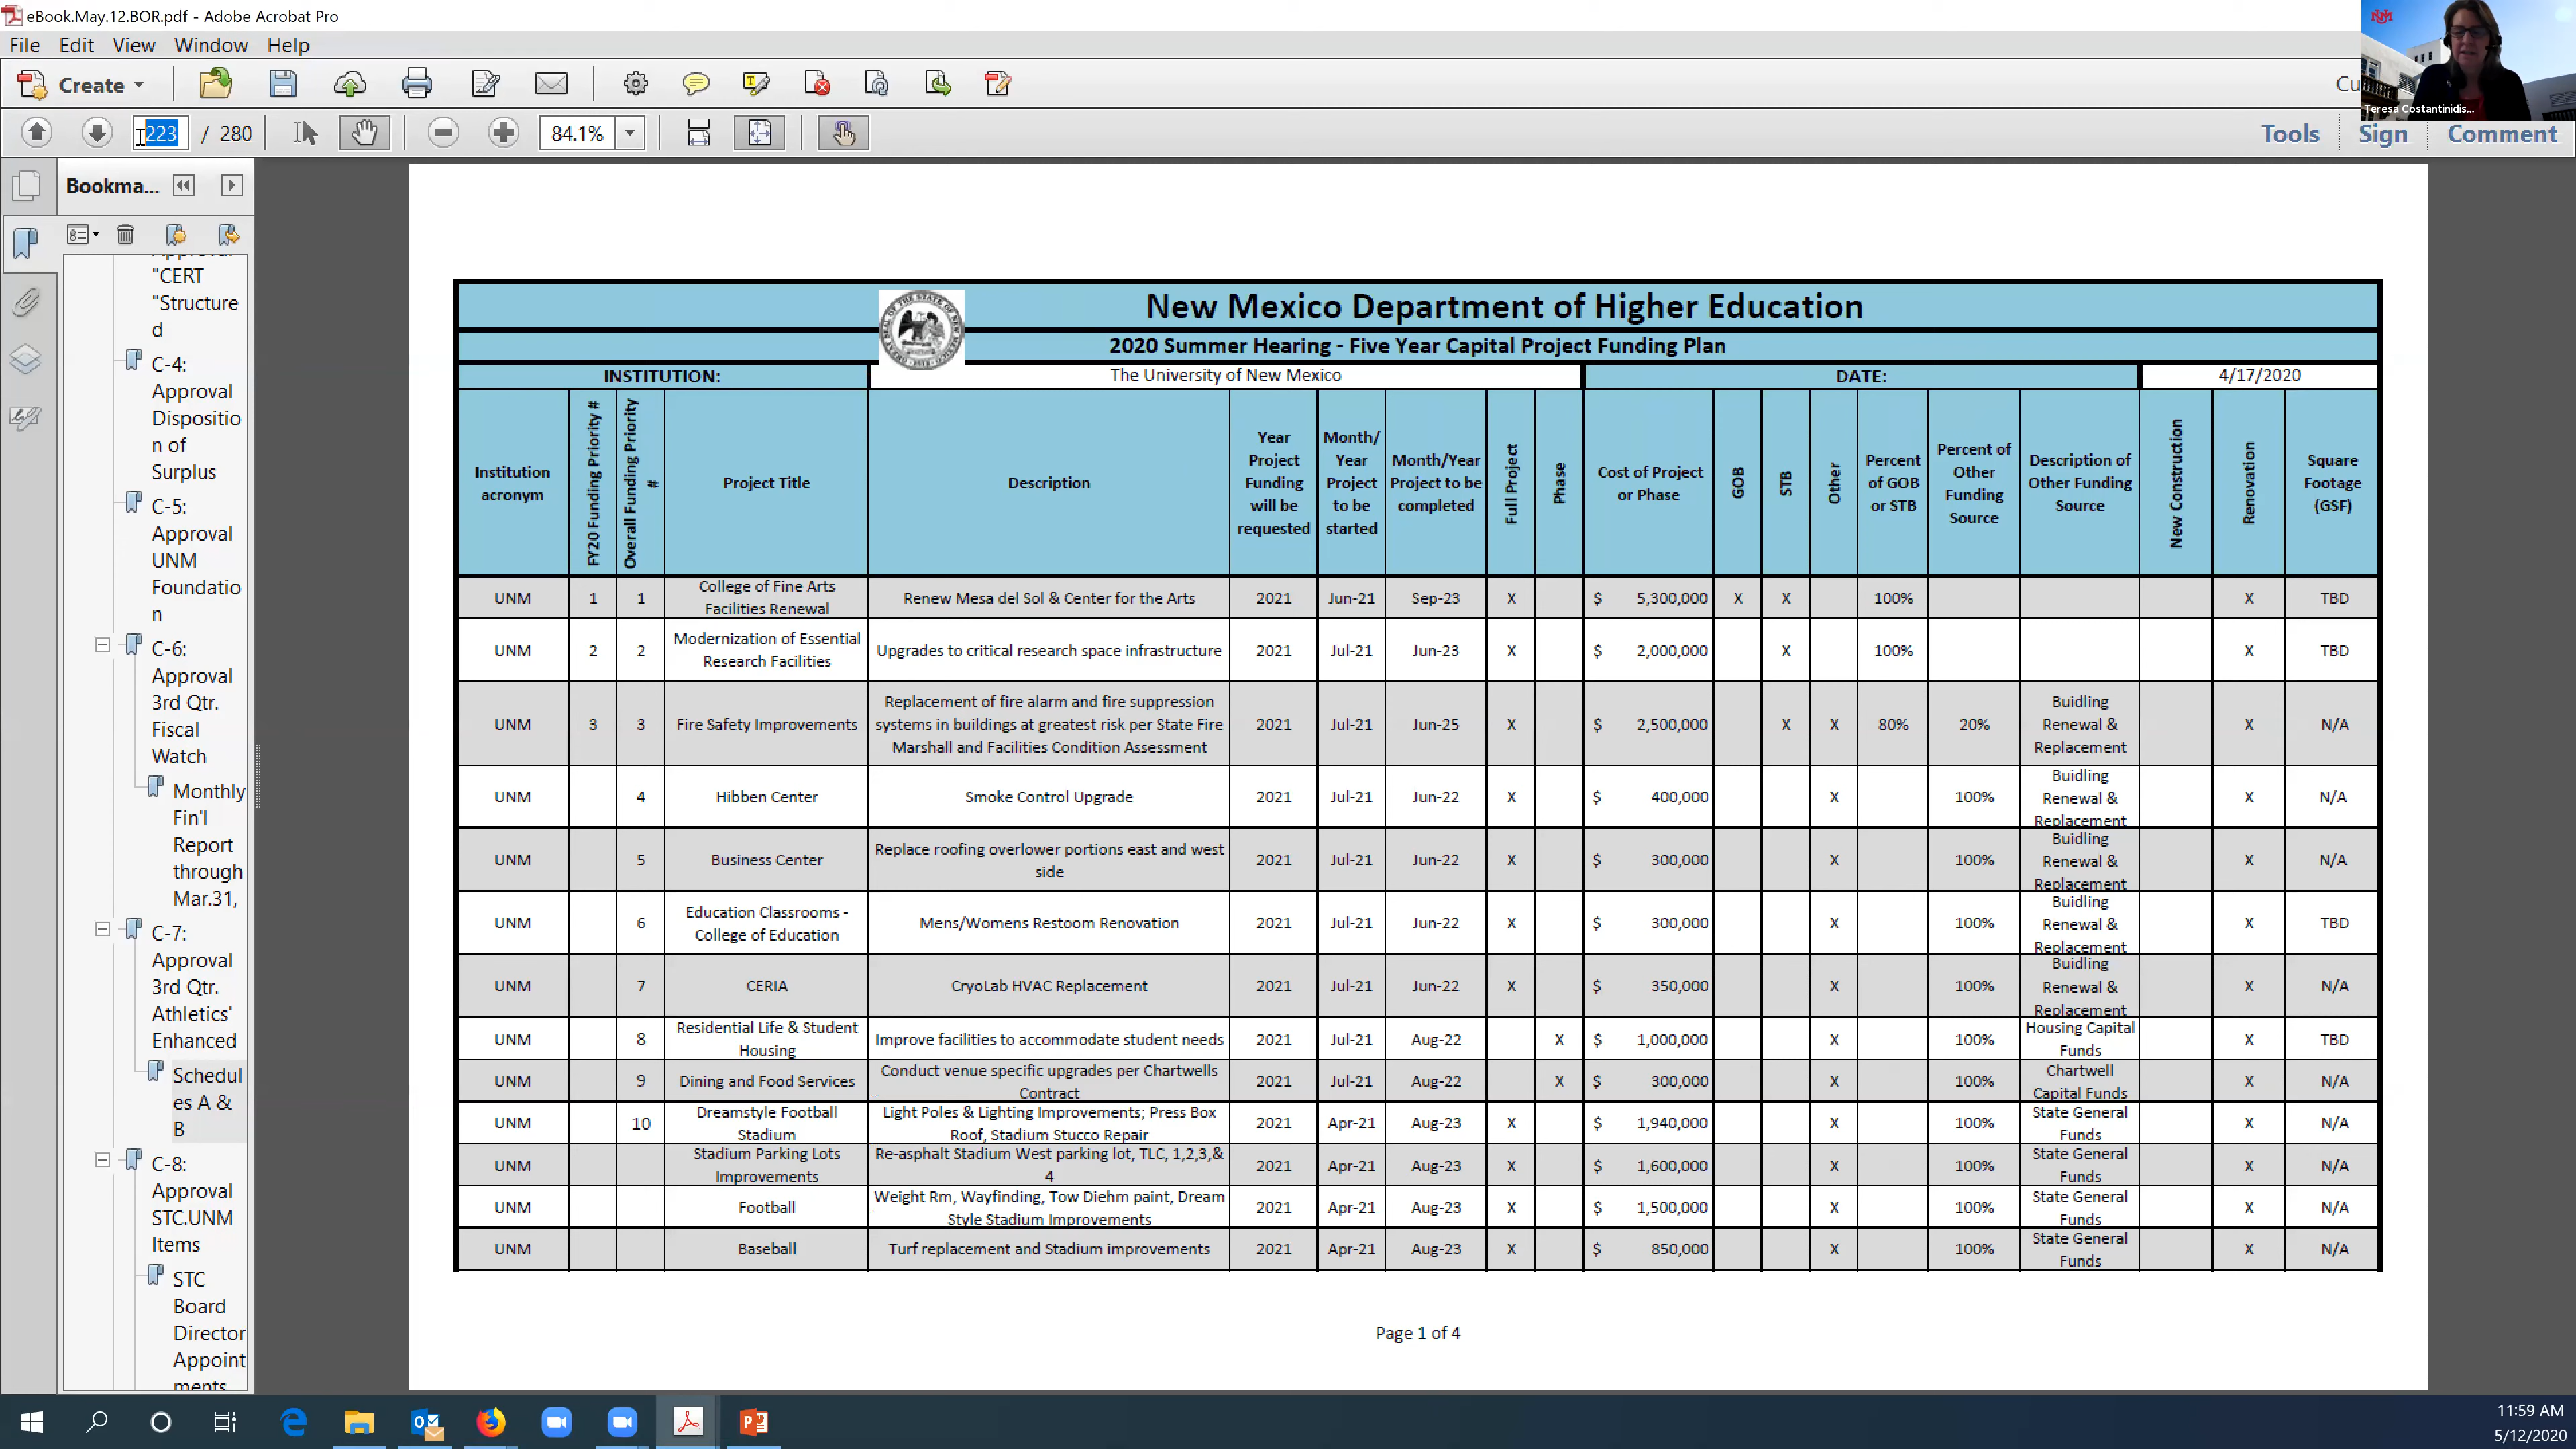 eBook.May.12.BOR.pdf - Adobe Acrobat Pro
File Edit View Window Help
Create
Teresa Costantinidis...
223 / 280 84.1%
Tools Sign Comment
Bookma...
"CERT
"Structure
d
C-4:
Approval
Dispositio
n of
Surplus
C-5:
Approval
UNM
Foundatio
n
C-6:
Approval
3rd Qtr.
Fiscal
Watch
Monthly
Fin'l
Report
through
Mar.31,
C-7:
Approval
3rd Qtr.
Athletics'
Enhanced
Schedul
es A &
B
C-8:
Approval
STC.UNM
Items
STC
Board
Director
Appoint
ments
New Mexico Department of Higher Education
2020 Summer Hearing - Five Year Capital Project Funding Plan
INSTITUTION: The University of New Mexico DATE: 4/17/2020
Institution acronym FY20 Funding Priority # Overall Funding Priority # Project Title Description Year Project Funding will be requested Month/ Year Project to be started Month/Year Project to be completed Full Project Phase Cost of Project or Phase GOB STB Other Percent of GOB or STB Percent of Other Funding Source Description of Other Funding Source New Construction Renovation Square Footage (GSF)
UNM 1 1 College of Fine Arts Facilities Renewal Renew Mesa del Sol & Center for the Arts 2021 Jun-21 Sep-23 X $ 5,300,000 X X 100% X TBD
UNM 2 2 Modernization of Essential Research Facilities Upgrades to critical research space infrastructure 2021 Jul-21 Jun-23 X $ 2,000,000 X 100% X TBD
UNM 3 3 Fire Safety Improvements Replacement of fire alarm and fire suppression systems in buildings at greatest risk per State Fire Marshall and Facilities Condition Assessment 2021 Jul-21 Jun-25 X $ 2,500,000 X X 80% 20% Buidling Renewal & Replacement X N/A
UNM 4 Hibben Center Smoke Control Upgrade 2021 Jul-21 Jun-22 X $ 400,000 X 100% Buidling Renewal & Replacement X N/A
UNM 5 Business Center Replace roofing overlower portions east and west side 2021 Jul-21 Jun-22 X $ 300,000 X 100% Buidling Renewal & Replacement X N/A
UNM 6 Education Classrooms - College of Education Mens/Womens Restoom Renovation 2021 Jul-21 Jun-22 X $ 300,000 X 100% Buidling Renewal & Replacement X TBD
UNM 7 CERIA CryoLab HVAC Replacement 2021 Jul-21 Jun-22 X $ 350,000 X 100% Buidling Renewal & Replacement X N/A
UNM 8 Residential Life & Student Housing Improve facilities to accommodate student needs 2021 Jul-21 Aug-22 X $ 1,000,000 X 100% Housing Capital Funds X TBD
UNM 9 Dining and Food Services Conduct venue specific upgrades per Chartwells Contract 2021 Jul-21 Aug-22 X $ 300,000 X 100% Chartwell Capital Funds X N/A
UNM 10 Dreamstyle Football Stadium Light Poles & Lighting Improvements; Press Box Roof, Stadium Stucco Repair 2021 Apr-21 Aug-23 X $ 1,940,000 X 100% State General Funds X N/A
UNM Stadium Parking Lots Improvements Re-asphalt Stadium West parking lot, TLC, 1,2,3,& 4 2021 Apr-21 Aug-23 X $ 1,600,000 X 100% State General Funds X N/A
UNM Football Weight Rm, Wayfinding, Tow Diehm paint, Dream Style Stadium Improvements 2021 Apr-21 Aug-23 X $ 1,500,000 X 100% State General Funds X N/A
UNM Baseball Turf replacement and Stadium improvements 2021 Apr-21 Aug-23 X $ 850,000 X 100% State General Funds X N/A
Page 1 of 4
11:59 AM
5/12/2020